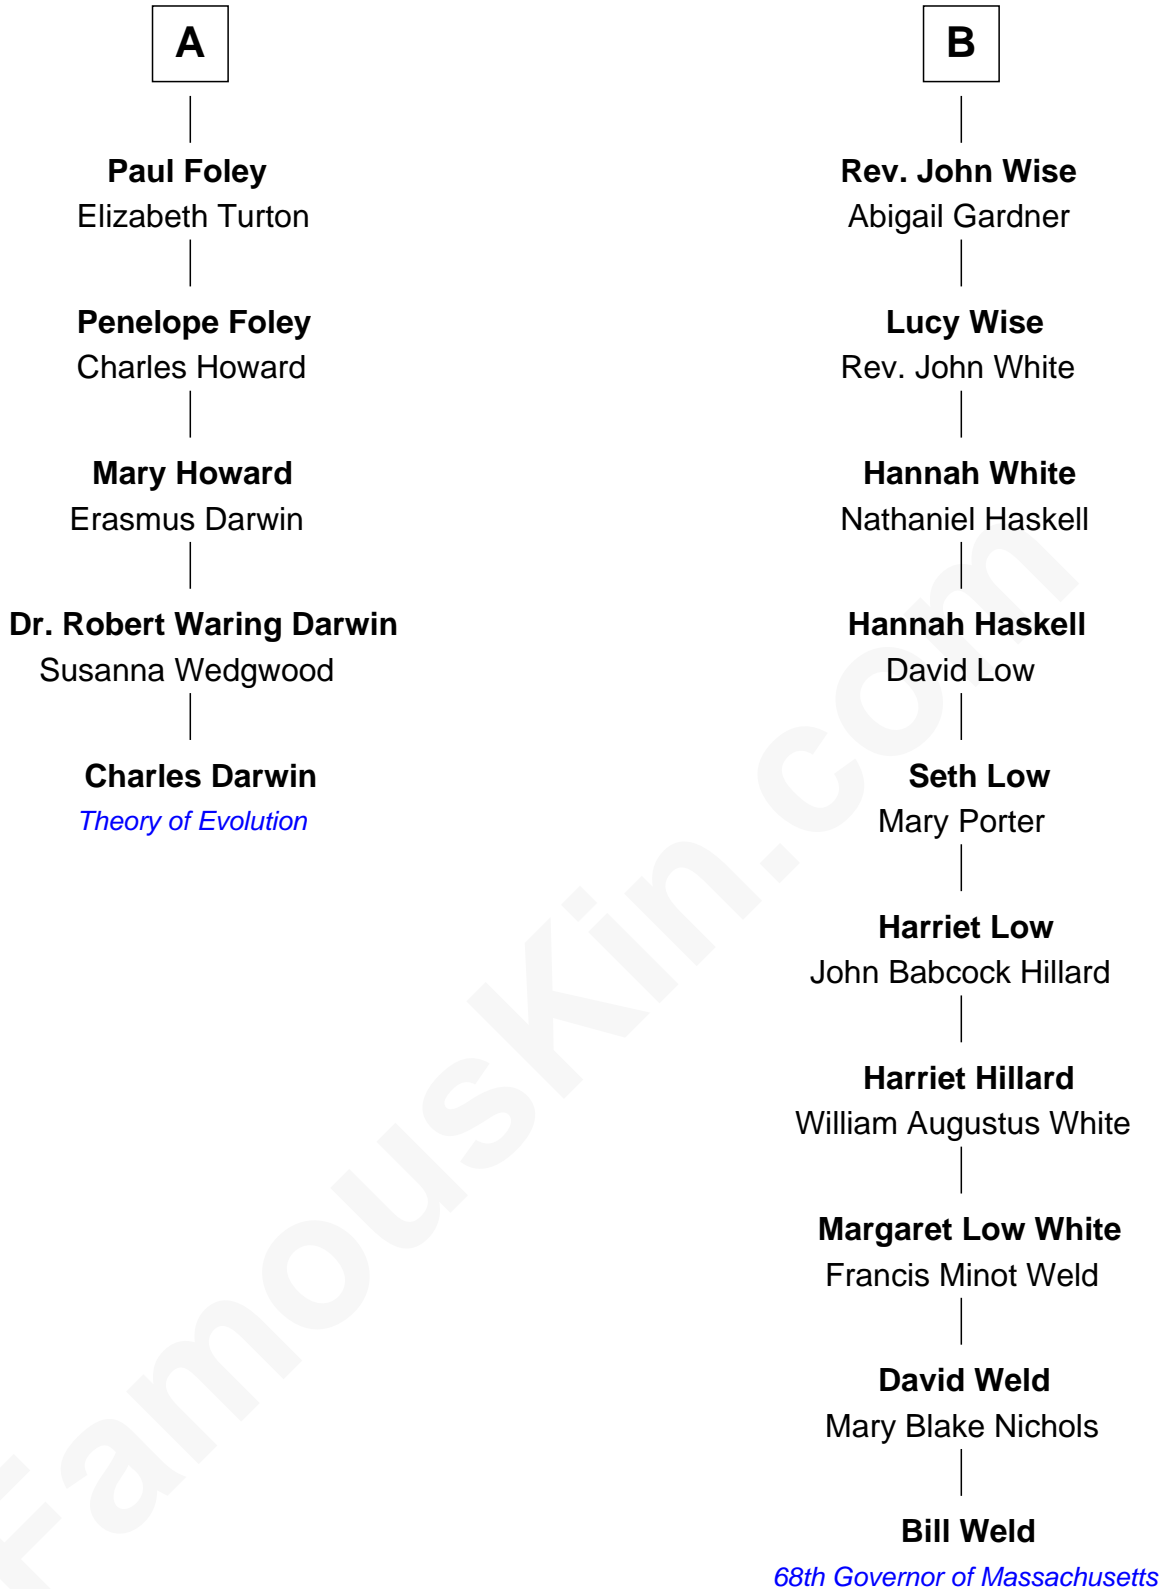 A
Paul Foley
Elizabeth Turton
Penelope Foley
Charles Howard
Mary Howard
Erasmus Darwin
Dr. Robert Waring Darwin
Susanna Wedgwood
Charles Darwin
Theory of Evolution
B
Rev. John Wise
Abigail Gardner
Lucy Wise
Rev. John White
Hannah White
Nathaniel Haskell
Hannah Haskell
David Low
Seth Low
Mary Porter
Harriet Low
John Babcock Hillard
Harriet Hillard
William Augustus White
Margaret Low White
Francis Minot Weld
David Weld
Mary Blake Nichols
Bill Weld
68th Governor of Massachusetts
FamousKin.com